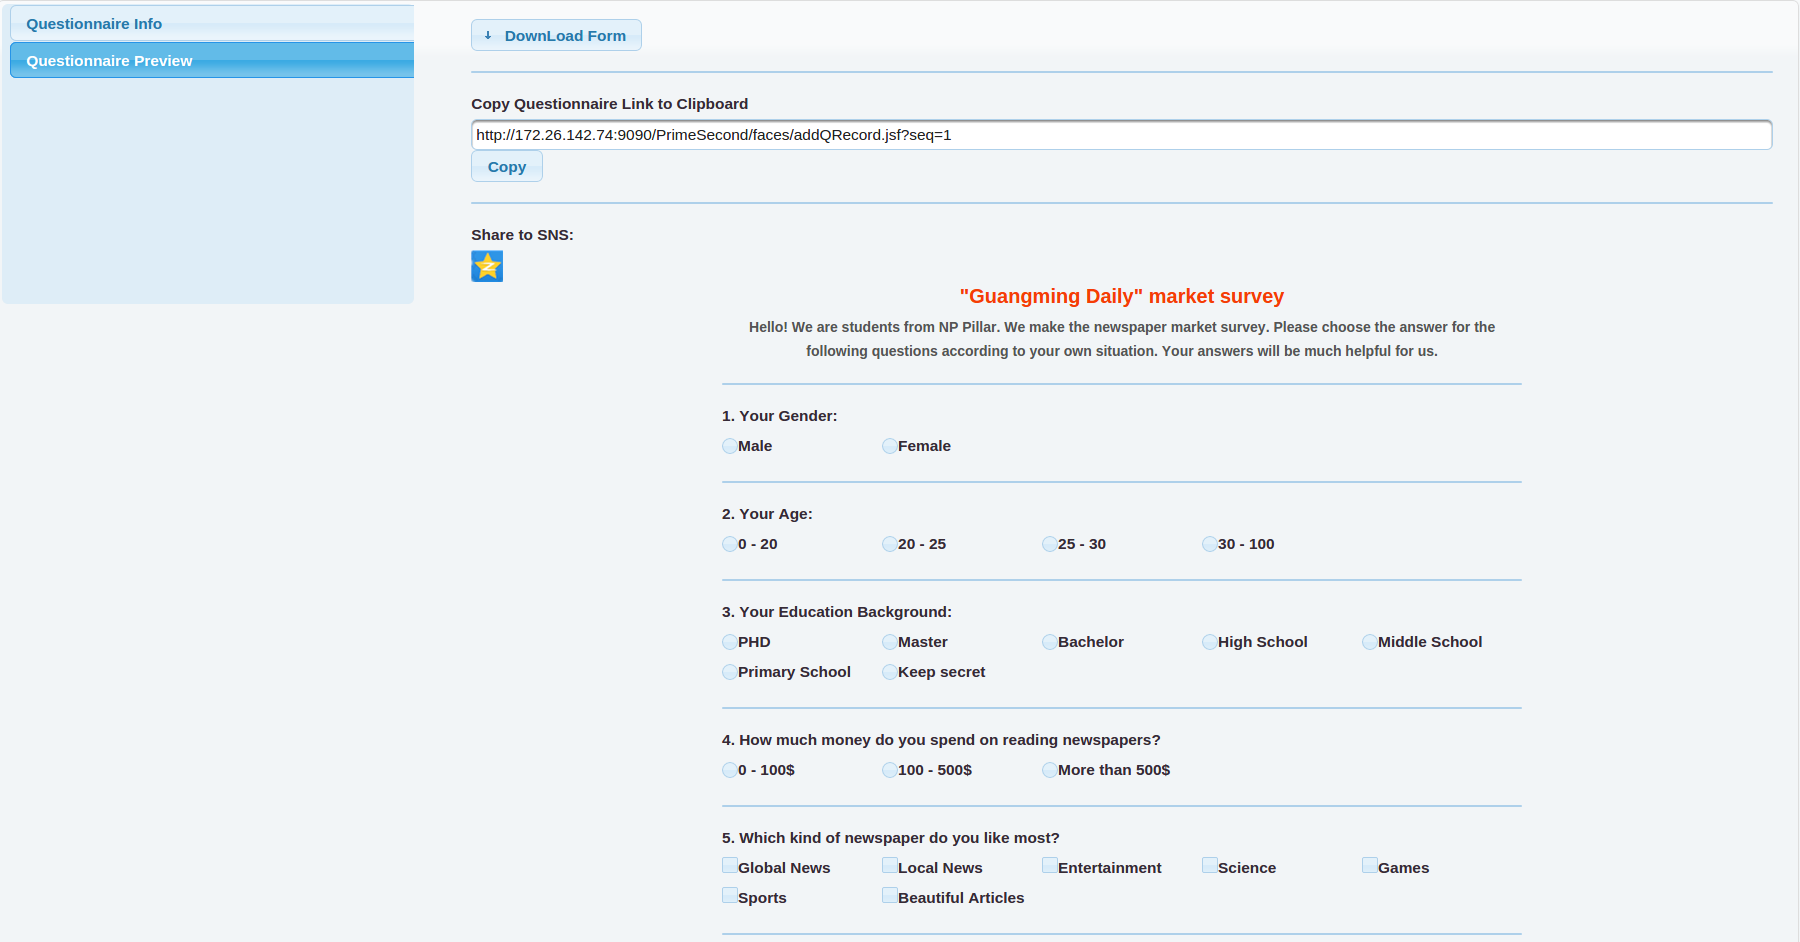 Questionnaire Info
Questionnaire Preview
DownLoad Form
Copy Questionnaire Link to Clipboard
http://172.26.142.74:9090/PrimeSecond/faces/addQRecord.jsf?seq=1
Copy
Share to SNS:
"Guangming Daily" market survey
Hello! We are students from NP Pillar. We make the newspaper market survey. Please choose the answer for the
following questions according to your own situation. Your answers will be much helpful for us.
1. Your Gender:
Male Female
2. Your Age:
0 - 20 20 - 25 25 - 30 30 - 100
3. Your Education Background:
PHD Master Bachelor High School Middle School
Primary School Keep secret
4. How much money do you spend on reading newspapers?
0 - 100$ 100 - 500$ More than 500$
5. Which kind of newspaper do you like most?
Global News Local News Entertainment Science Games
Sports Beautiful Articles